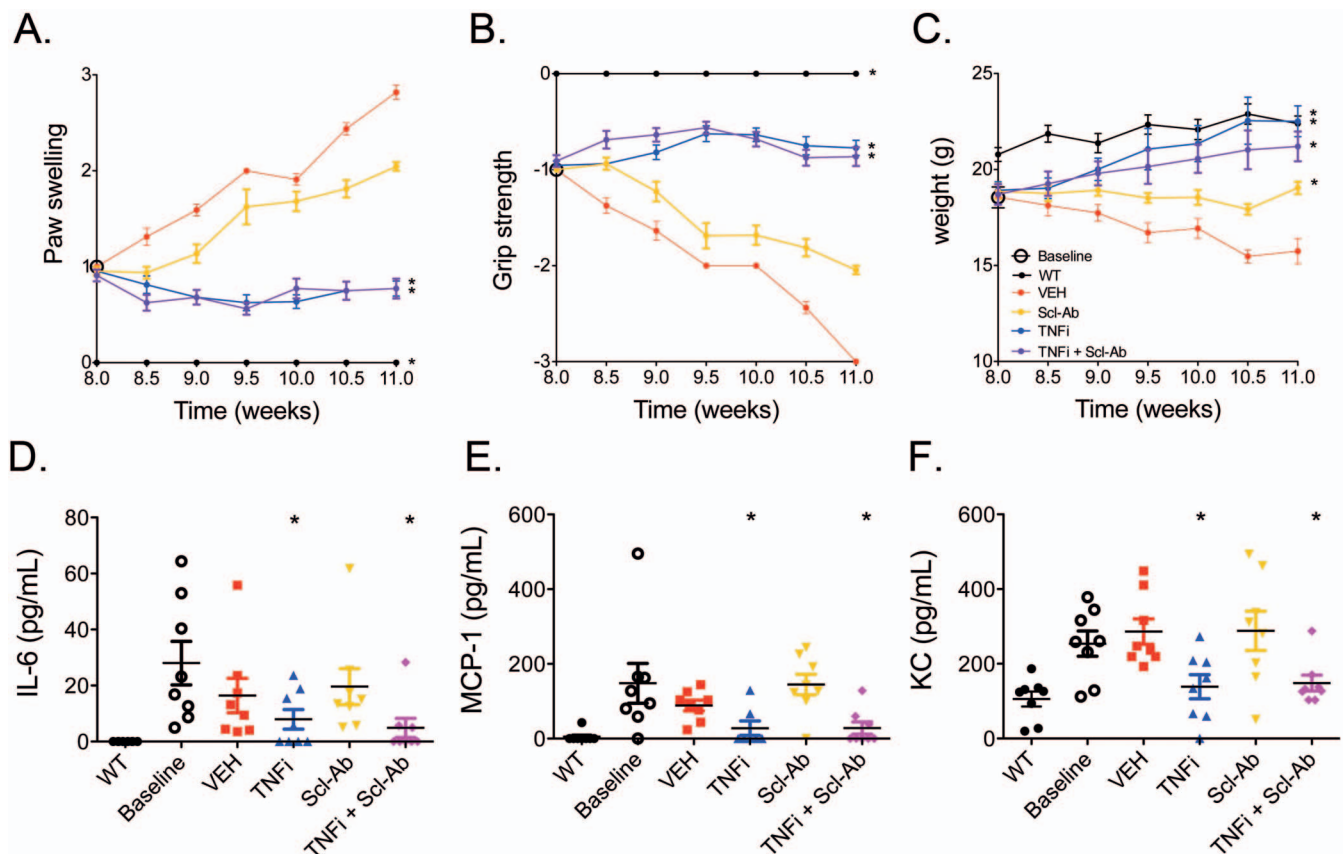 A.
Paw swelling
3
2
1
0
*
*
*
8.0 8.5 9.0 9.5 10.0 10.5 11.0
Time (weeks)
B.
Grip strength
0
-1
-2
-3
*
*
*
8.0 8.5 9.0 9.5 10.0 10.5 11.0
Time (weeks)
C.
weight (g)
25
20
15
10
*
*
*
*
Baseline
WT
VEH
Scl-Ab
TNFi
TNFi + Scl-Ab
8.0 8.5 9.0 9.5 10.0 10.5 11.0
Time (weeks)
D.
IL-6 (pg/mL)
80
60
40
20
0
* *
WT Baseline VEH TNFi Scl-Ab TNFi + Scl-Ab
E.
MCP-1 (pg/mL)
600
400
200
0
* *
WT Baseline VEH TNFi Scl-Ab TNFi + Scl-Ab
F.
KC (pg/mL)
600
400
200
0
* *
WT Baseline VEH TNFi Scl-Ab TNFi + Scl-Ab